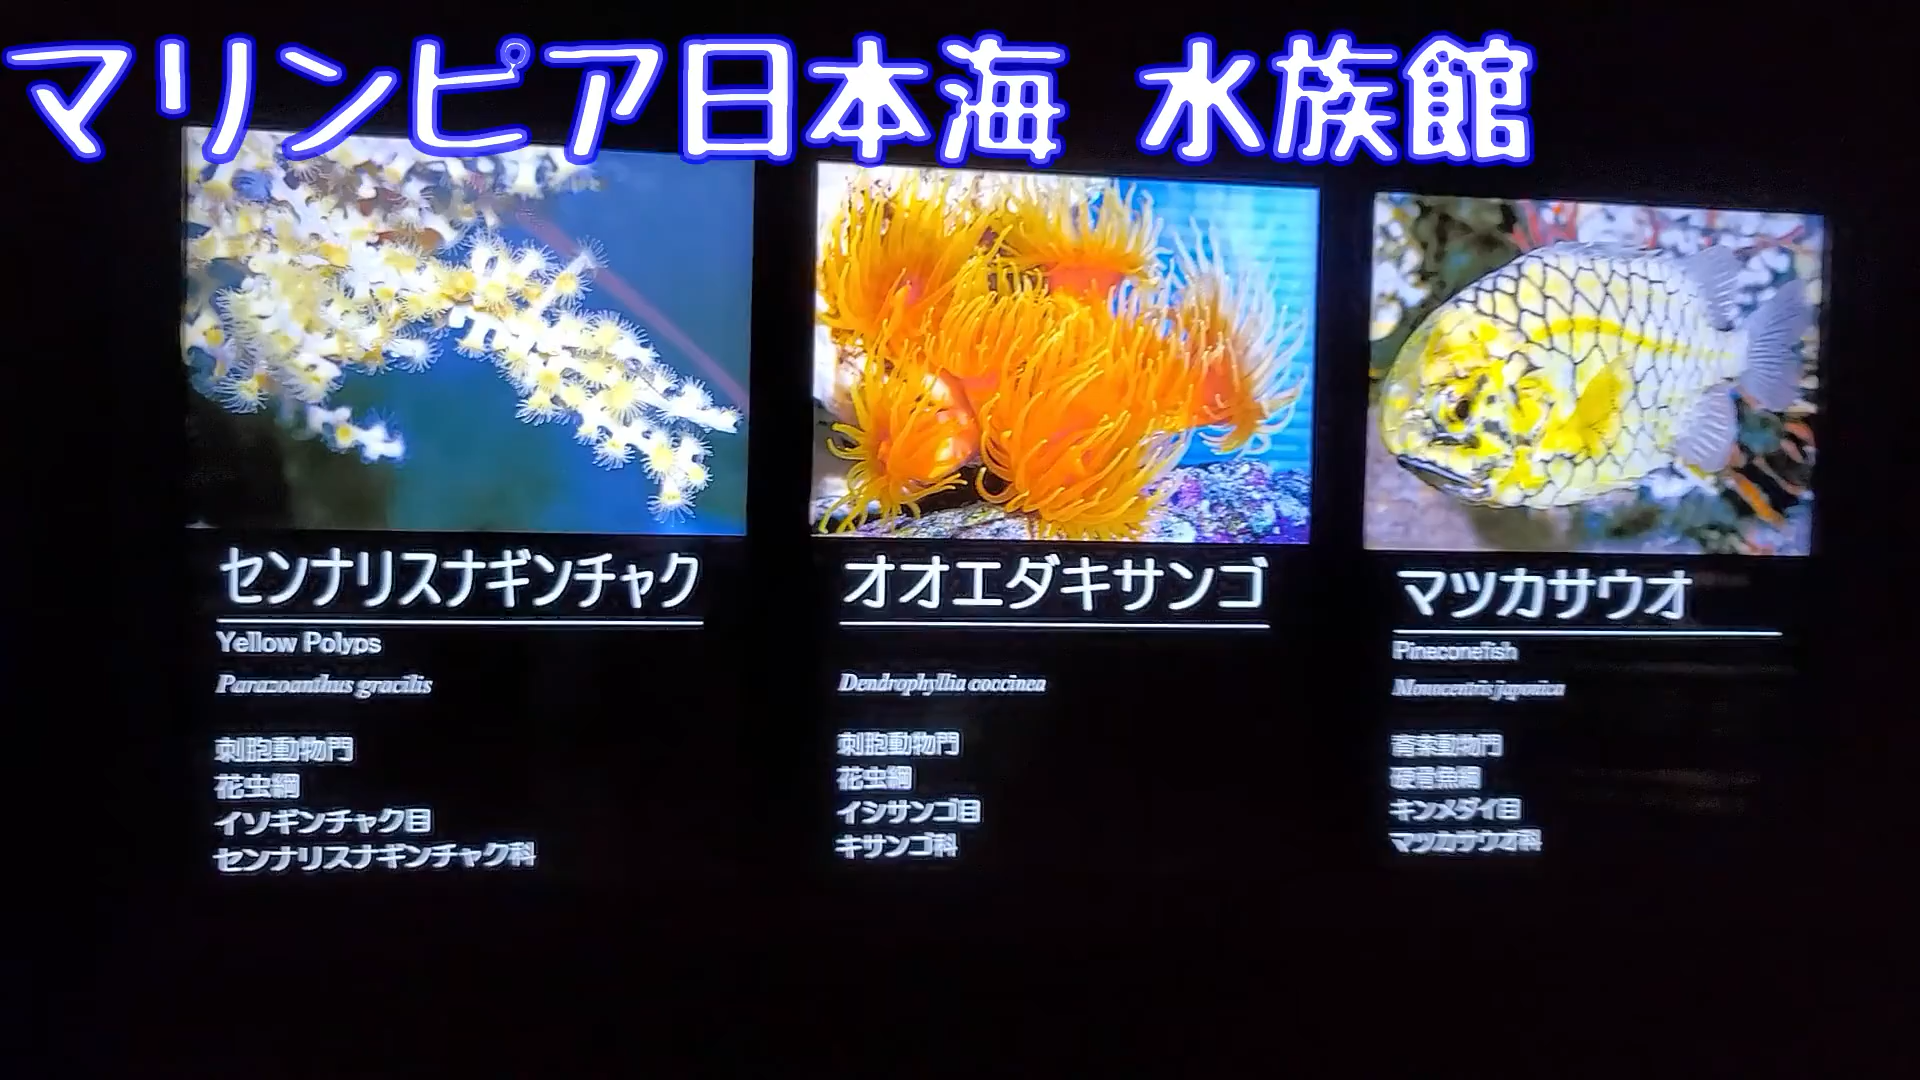 マリンピア日本海 水族館
センナリスナギンチャク
Yellow Polyps
Parazoanthus gracilis
刺胞動物門
花虫綱
イソギンチャク目
センナリスナギンチャク科
オオエダキサンゴ
Dendrophyllia coccinea
刺胞動物門
花虫綱
イシサンゴ目
キサンゴ科
マツカサウオ
Pineconefish
Monocentris japonica
脊索動物門
硬骨魚綱
キンメダイ目
マツカサウオ科